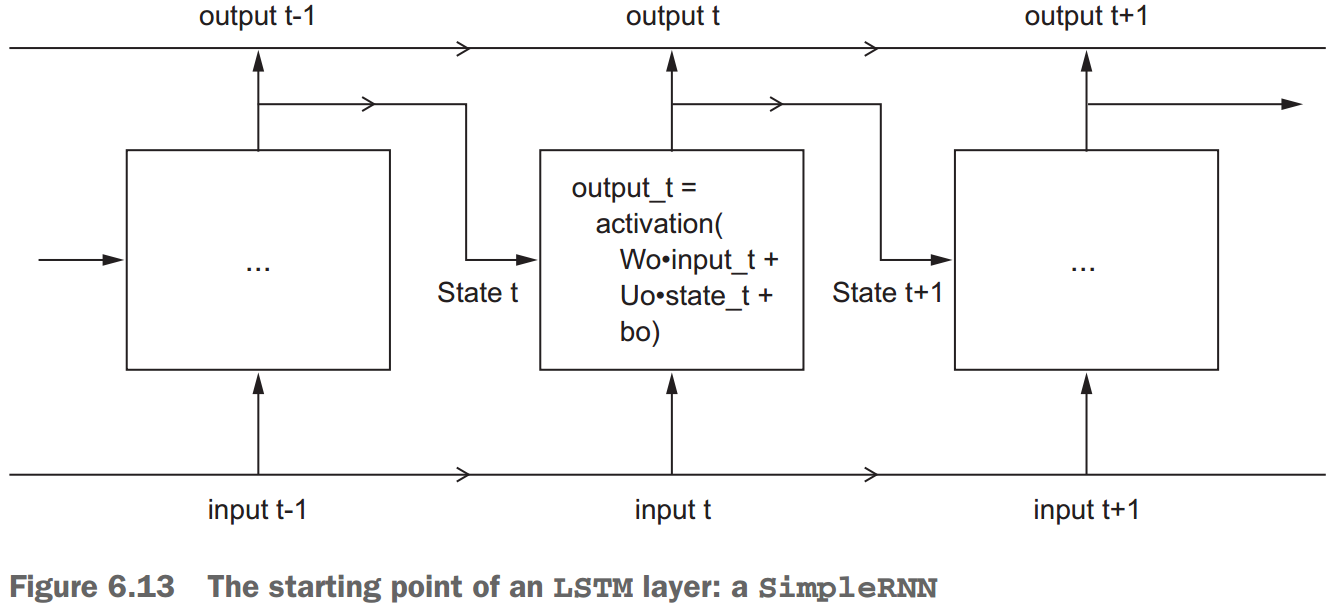 output t-1
output t
output t+1
...
output_t =
activation(
Wo•input_t +
Uo•state_t +
bo)
...
State t
State t+1
input t-1
input t
input t+1
Figure 6.13 The starting point of an LSTM layer: a SimpleRNN